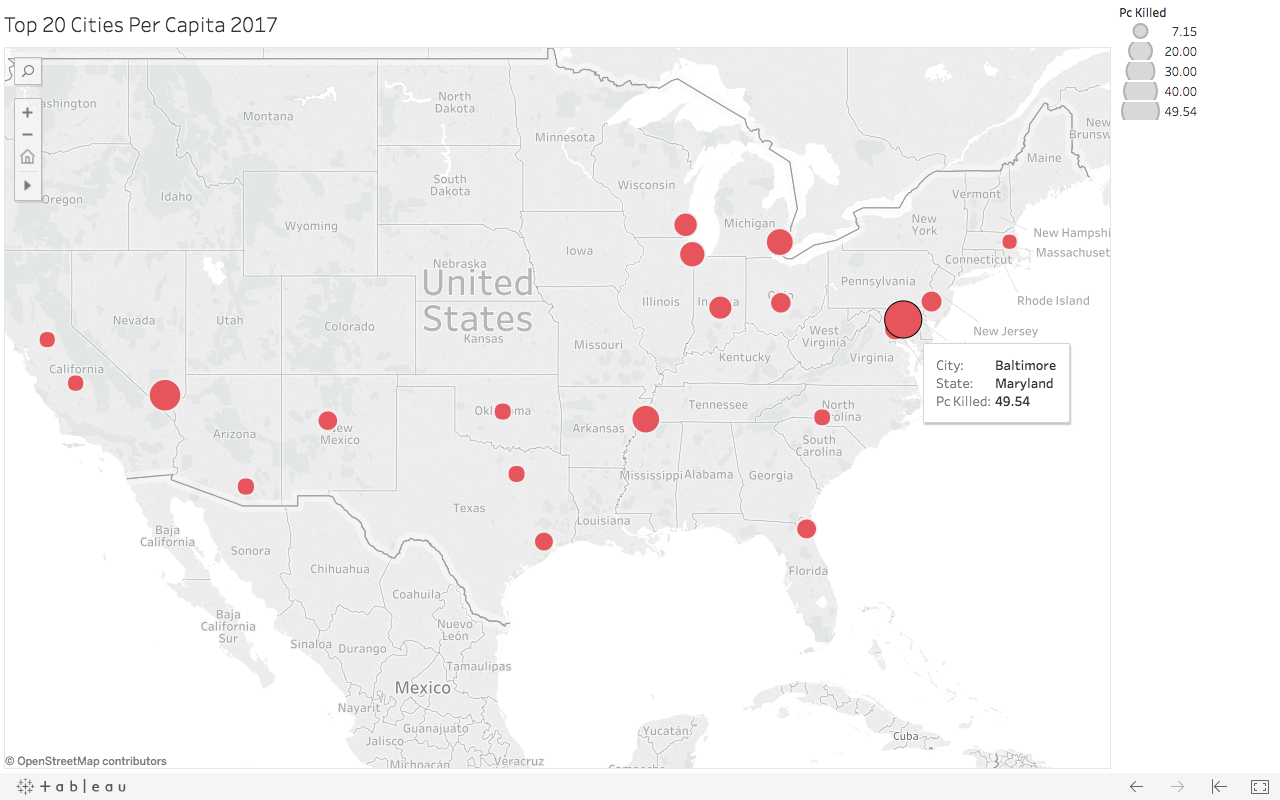 Top 20 Cities Per Capita 2017
Pc Killed
7.15
20.00
30.00
40.00
49.54
ashington
Montana
North
Dakota
Minnesota
New
Brunsw
Maine
Oregon
Idaho
South
Dakota
Wisconsin
Vermont
Wyoming
Michigan
New
York
New Hampshi
Massachuset
Iowa
Connecticut
Nebraska
United
States
Pennsylvania
Illinois
Rhode Island
Nevada
Utah
Colorado
Kansas
Missouri
West
Virginia
New Jersey
Kentucky
Virginia
California
City: Baltimore
State: Maryland
Pc Killed: 49.54
Tennessee
North
Arkansas
South
Carolina
Arizona
Mexico
Mississippi
Alabama
Georgia
Texas
Louisiana
Baja
California
Sonora
Chihuahua
Florida
Coahuila
Baja
California
Sur
Nuevo
León
Sinaloa
Durango
Tamaulipas
Mexico
Nayarit
Guanajuato
Yucatán
Cuba
Jalisco
Michoacán
Veracruz
© OpenStreetMap contributors
+ a b | e a u